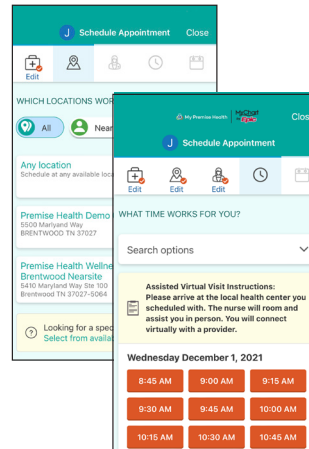 J Schedule Appointment Close
Edit
WHICH LOCATIONS WOR
All Near
Any location
Schedule at any available loca
Premise Health Demo
5500 Marlyand Way
BRENTWOOD TN 37027
Premise Health Wellne
Brentwood Nearsite
5410 Maryland Way Ste 100
Brentwood TN 37027-5064
Looking for a spec
Select from availa
My Premise Health MyChart Epic Clos
J Schedule Appointment
Edit Edit Edit
WHAT TIME WORKS FOR YOU?
Search options
Assisted Virtual Visit Instructions:
Please arrive at the local health center you
scheduled with. The nurse will room and
assist you in person. You will connect
virtually with a provider.
Wednesday December 1, 2021
8:45 AM 9:00 AM 9:15 AM
9:30 AM 9:45 AM 10:00 AM
10:15 AM 10:30 AM 10:45 AM